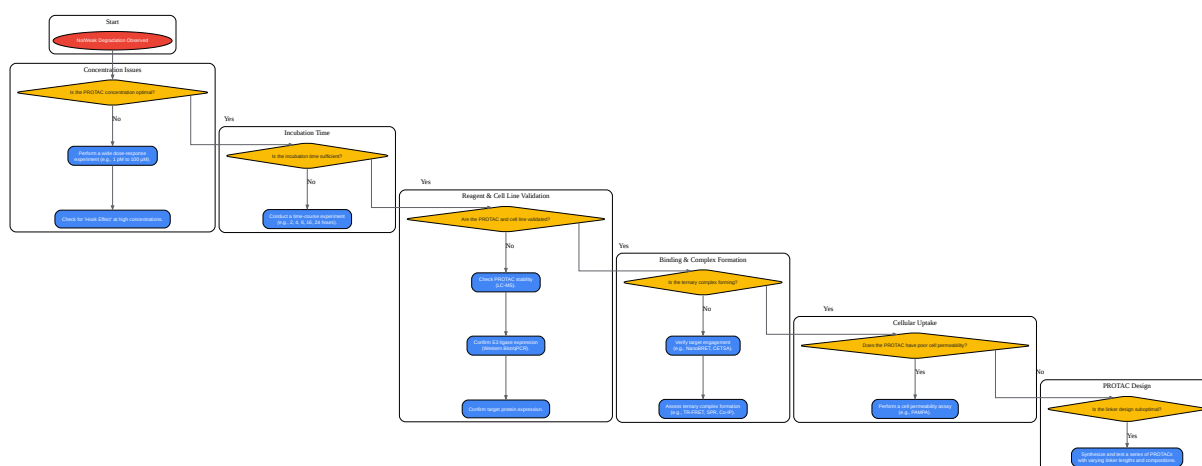 Start
No/Weak Degradation Observed
Concentration Issues
Is the PROTAC concentration optimal?
No
Yes
Perform a wide dose-response
experiment (e.g., 1 pM to 100 µM).
Check for 'Hook Effect' at high concentrations.
Incubation Time
Is the incubation time sufficient?
No
Yes
Conduct a time-course experiment
(e.g., 2, 4, 8, 16, 24 hours).
Reagent & Cell Line Validation
Are the PROTAC and cell line validated?
No
Yes
Check PROTAC stability
(LC-MS).
Confirm E3 ligase expression
(Western Blot/qPCR).
Confirm target protein expression.
Binding & Complex Formation
Is the ternary complex forming?
No
Yes
Verify target engagement
(e.g., NanoBRET, CETSA).
Assess ternary complex formation
(e.g., TR-FRET, SPR, Co-IP).
Cellular Uptake
Does the PROTAC have poor cell permeability?
Yes
No
Perform a cell permeability assay
(e.g., PAMPA).
PROTAC Design
Is the linker design suboptimal?
Yes
Synthesize and test a series of PROTACs
with varying linker lengths and compositions.